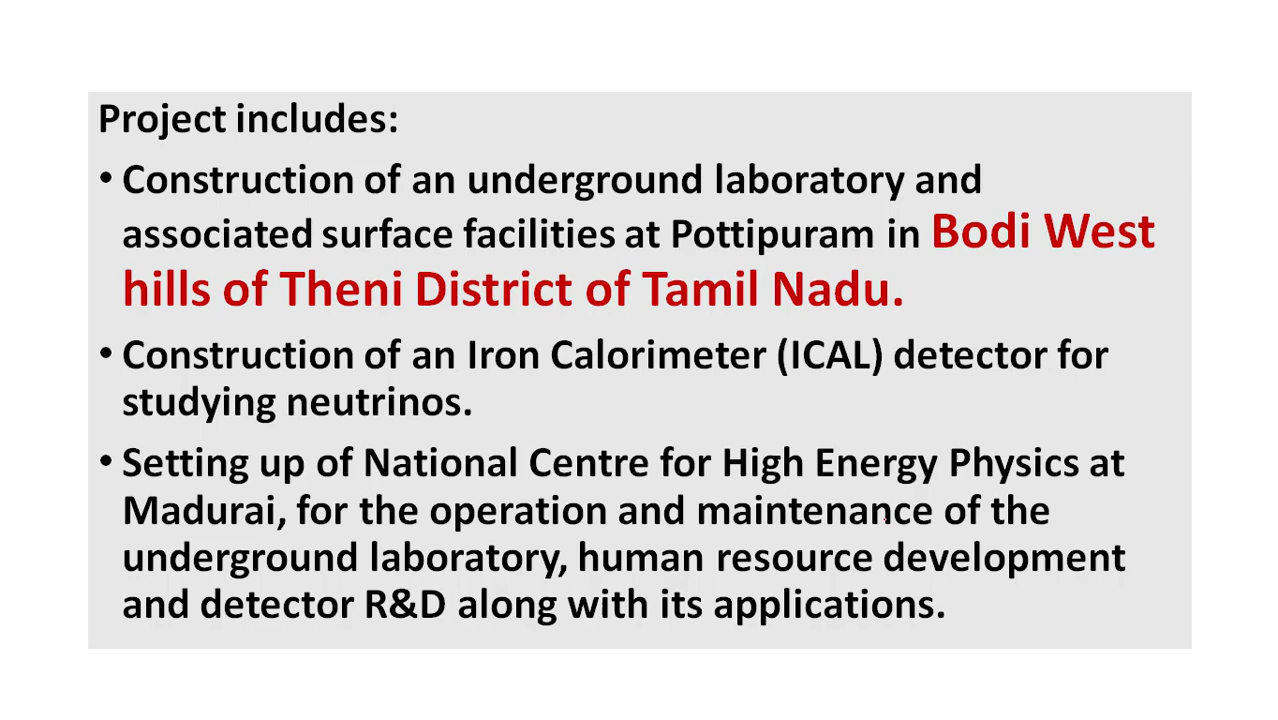 Project includes:
• Construction of an underground laboratory and
associated surface facilities at Pottipuram in Bodi West
hills of Theni District of Tamil Nadu.
• Construction of an Iron Calorimeter (ICAL) detector for
studying neutrinos.
• Setting up of National Centre for High Energy Physics at
Madurai, for the operation and maintenance of the
underground laboratory, human resource development
and detector R&D along with its applications.